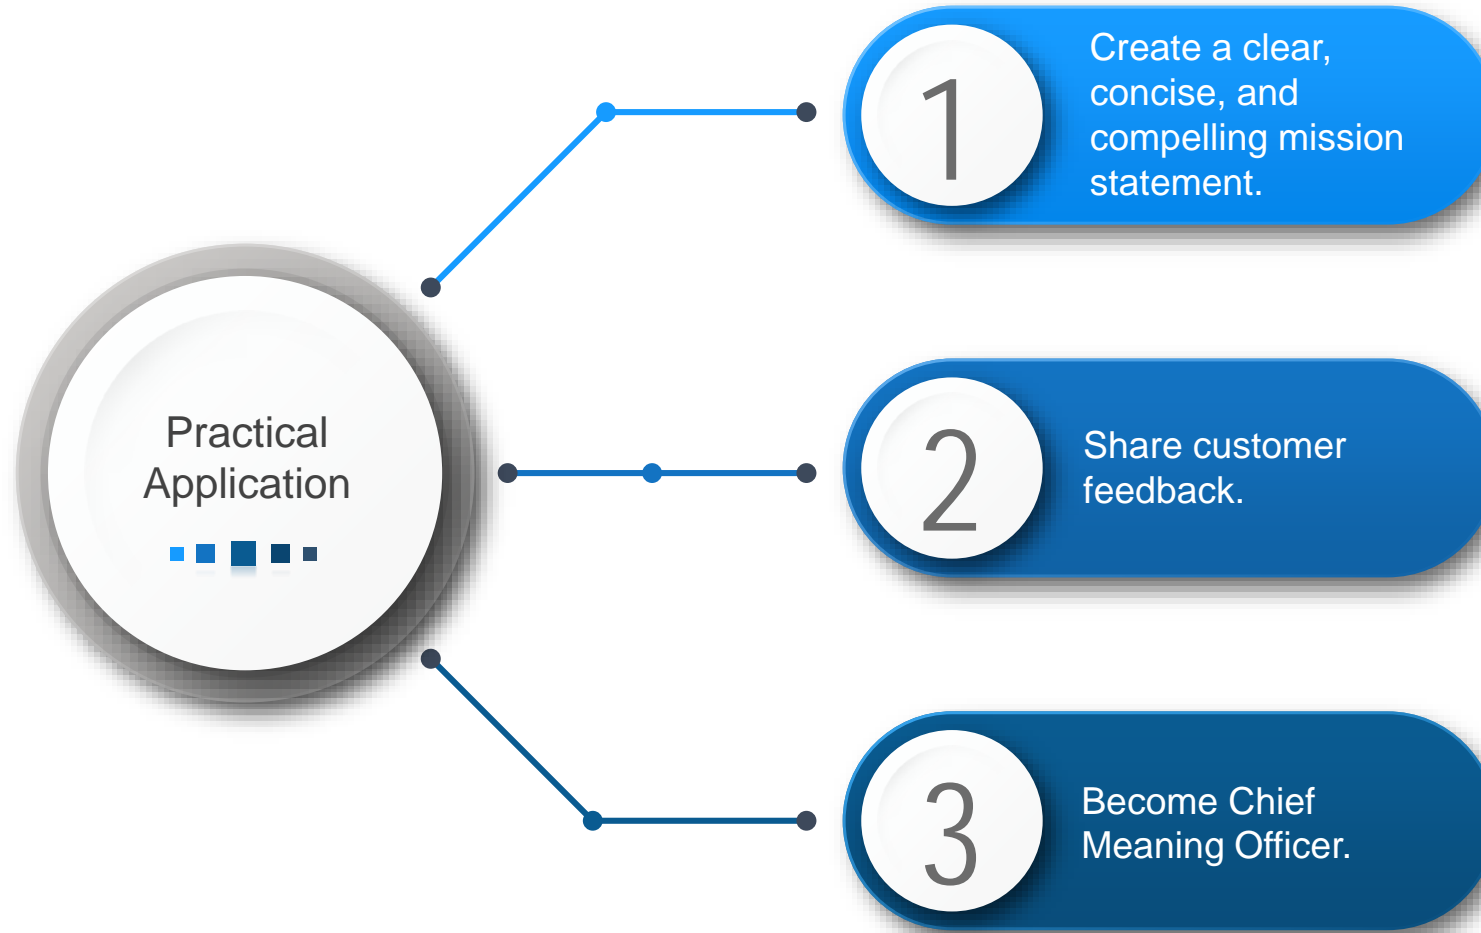 Practical
Application
1
Create a clear,
concise, and
compelling mission
statement.
2
Share customer
feedback.
3
Become Chief
Meaning Officer.